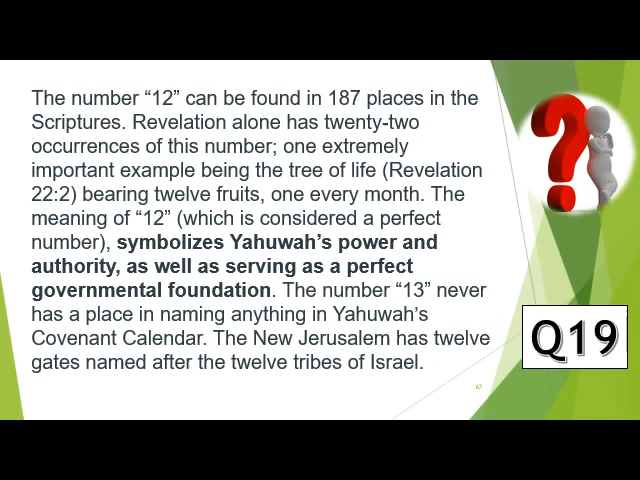 The number “12” can be found in 187 places in the
Scriptures. Revelation alone has twenty-two
occurrences of this number; one extremely
important example being the tree of life (Revelation
22:2) bearing twelve fruits, one every month. The
meaning of “12” (which is considered a perfect
number), symbolizes Yahuwah’s power and
authority, as well as serving as a perfect
governmental foundation. The number “13” never
has a place in naming anything in Yahuwah’s
Covenant Calendar. The New Jerusalem has twelve
gates named after the twelve tribes of Israel.
Q19
67